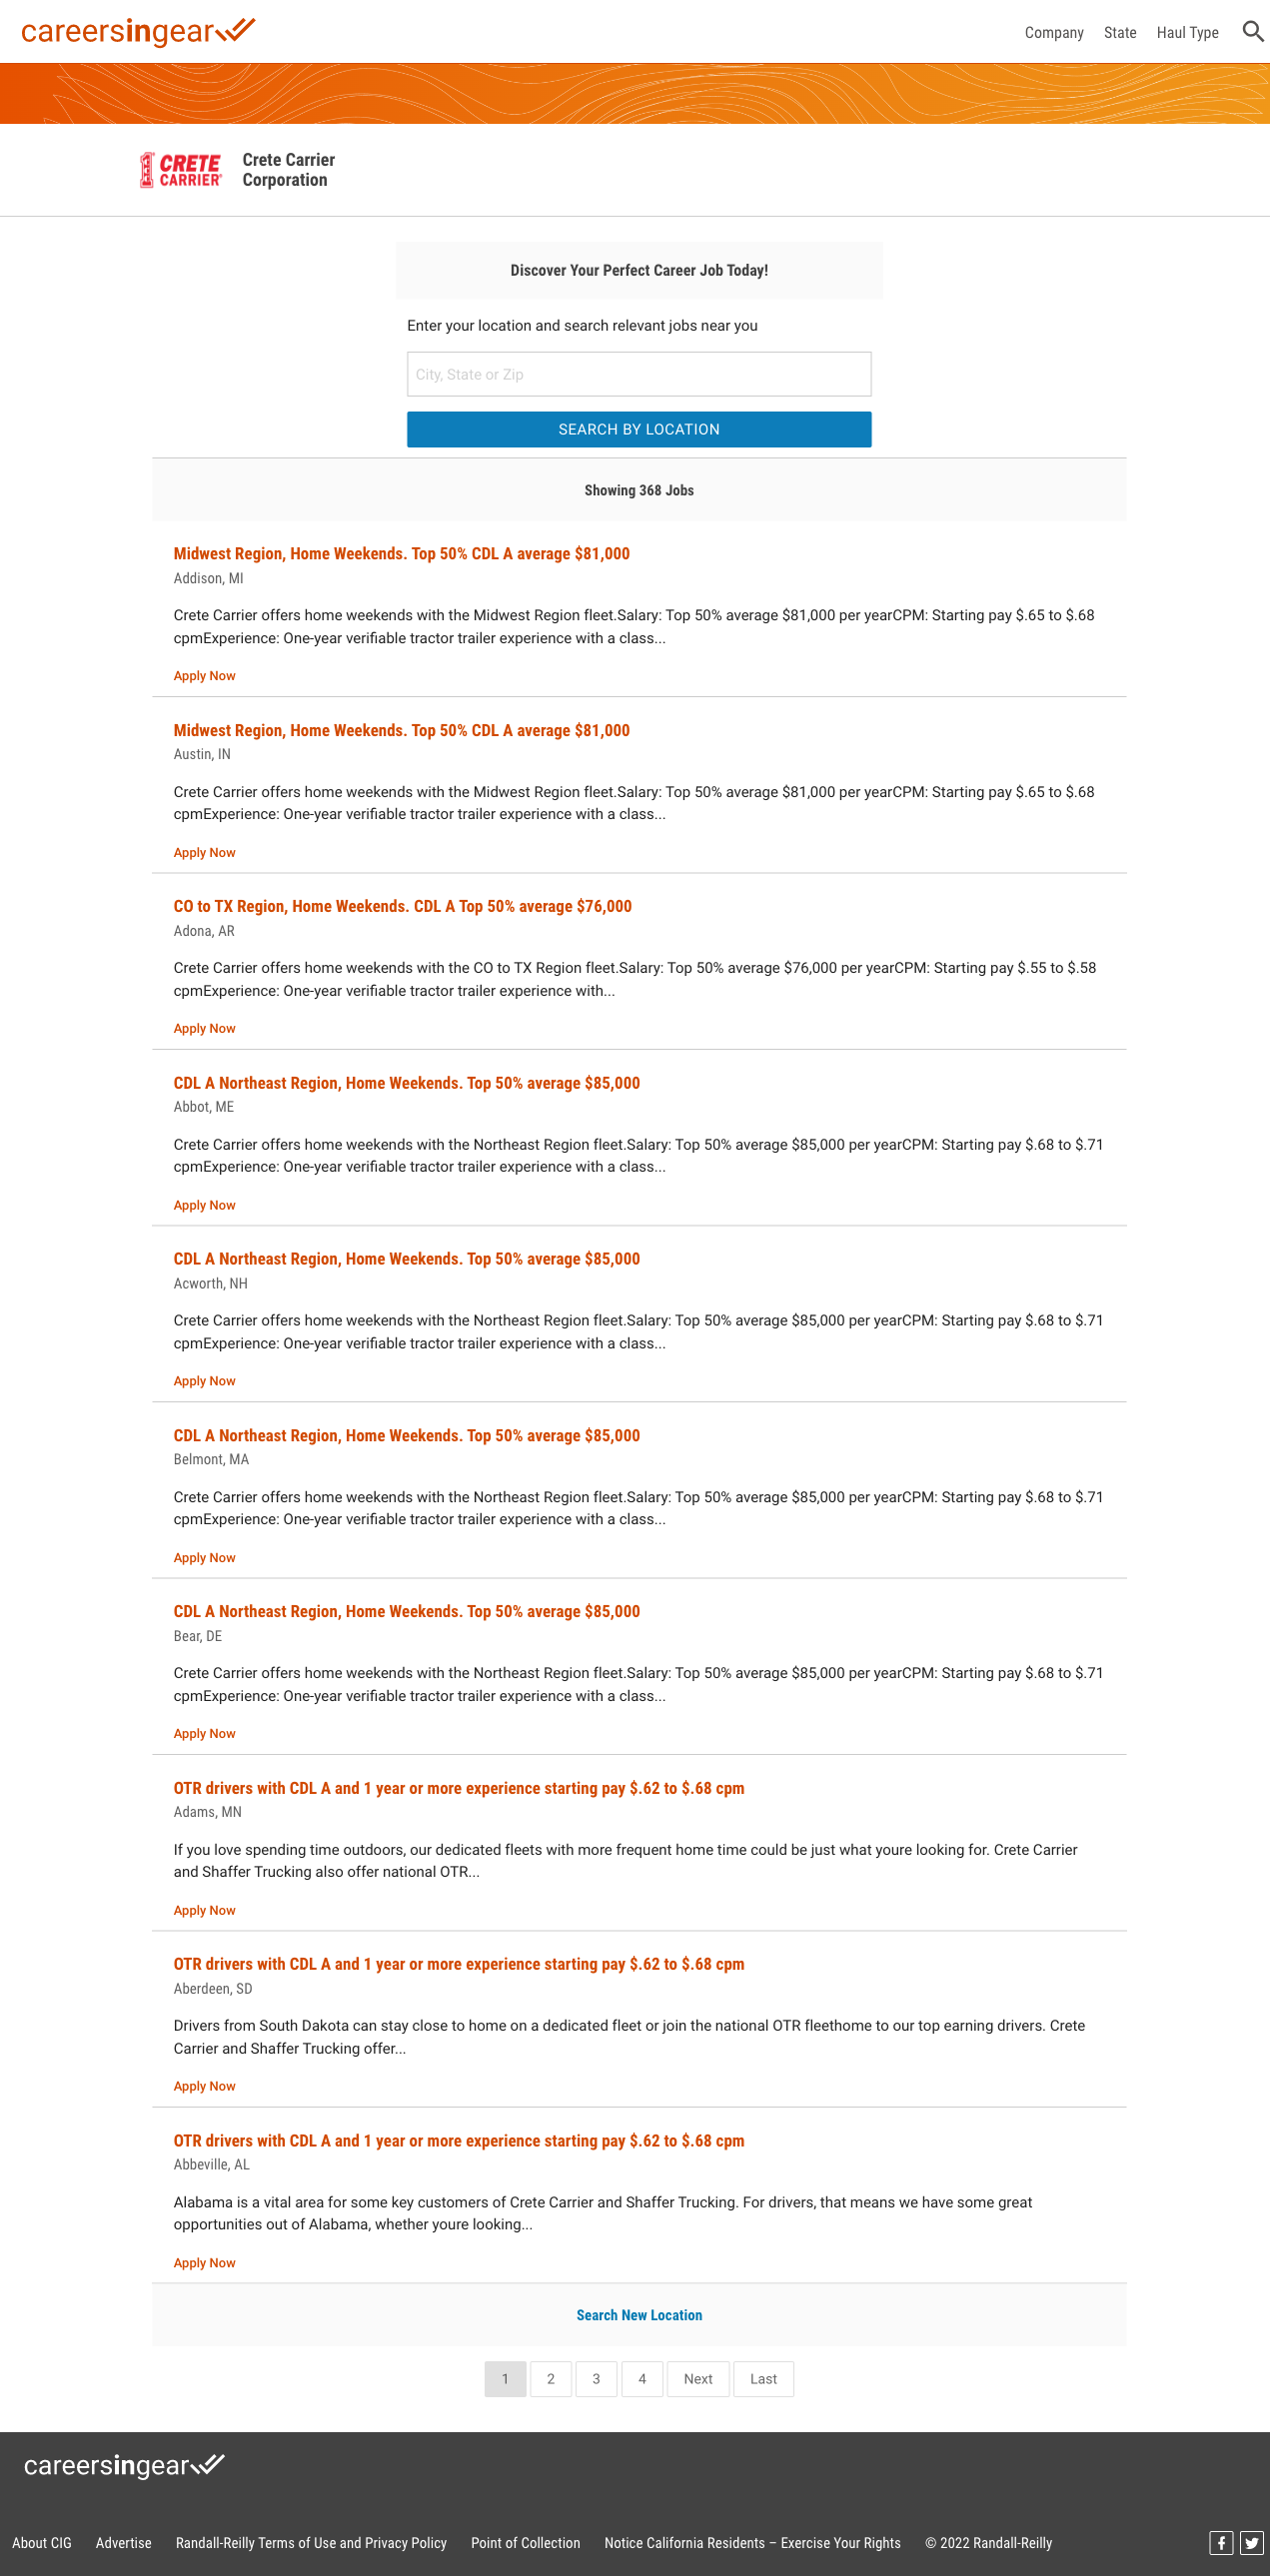 careersingear
Company State Haul Type
CRETE
CARRIER
Crete Carrier
Corporation
Discover Your Perfect Career Job Today!
Enter your location and search relevant jobs near you
City, State or Zip
SEARCH BY LOCATION
Showing 368 Jobs
Midwest Region, Home Weekends. Top 50% CDL A average $81,000
Addison, MI
Crete Carrier offers home weekends with the Midwest Region fleet.Salary: Top 50% average $81,000 per yearCPM: Starting pay $.65 to $.68
cpmExperience: One-year verifiable tractor trailer experience with a class...
Apply Now
Midwest Region, Home Weekends. Top 50% CDL A average $81,000
Austin, IN
Crete Carrier offers home weekends with the Midwest Region fleet.Salary: Top 50% average $81,000 per yearCPM: Starting pay $.65 to $.68
cpmExperience: One-year verifiable tractor trailer experience with a class...
Apply Now
CO to TX Region, Home Weekends. CDL A Top 50% average $76,000
Adona, AR
Crete Carrier offers home weekends with the CO to TX Region fleet.Salary: Top 50% average $76,000 per yearCPM: Starting pay $.55 to $.58
cpmExperience: One-year verifiable tractor trailer experience with...
Apply Now
CDL A Northeast Region, Home Weekends. Top 50% average $85,000
Abbot, ME
Crete Carrier offers home weekends with the Northeast Region fleet.Salary: Top 50% average $85,000 per yearCPM: Starting pay $.68 to $.71
cpmExperience: One-year verifiable tractor trailer experience with a class...
Apply Now
CDL A Northeast Region, Home Weekends. Top 50% average $85,000
Acworth, NH
Crete Carrier offers home weekends with the Northeast Region fleet.Salary: Top 50% average $85,000 per yearCPM: Starting pay $.68 to $.71
cpmExperience: One-year verifiable tractor trailer experience with a class...
Apply Now
CDL A Northeast Region, Home Weekends. Top 50% average $85,000
Belmont, MA
Crete Carrier offers home weekends with the Northeast Region fleet.Salary: Top 50% average $85,000 per yearCPM: Starting pay $.68 to $.71
cpmExperience: One-year verifiable tractor trailer experience with a class...
Apply Now
CDL A Northeast Region, Home Weekends. Top 50% average $85,000
Bear, DE
Crete Carrier offers home weekends with the Northeast Region fleet.Salary: Top 50% average $85,000 per yearCPM: Starting pay $.68 to $.71
cpmExperience: One-year verifiable tractor trailer experience with a class...
Apply Now
OTR drivers with CDL A and 1 year or more experience starting pay $.62 to $.68 cpm
Adams, MN
If you love spending time outdoors, our dedicated fleets with more frequent home time could be just what youre looking for. Crete Carrier
and Shaffer Trucking also offer national OTR...
Apply Now
OTR drivers with CDL A and 1 year or more experience starting pay $.62 to $.68 cpm
Aberdeen, SD
Drivers from South Dakota can stay close to home on a dedicated fleet or join the national OTR fleethome to our top earning drivers. Crete
Carrier and Shaffer Trucking offer...
Apply Now
OTR drivers with CDL A and 1 year or more experience starting pay $.62 to $.68 cpm
Abbeville, AL
Alabama is a vital area for some key customers of Crete Carrier and Shaffer Trucking. For drivers, that means we have some great
opportunities out of Alabama, whether youre looking...
Apply Now
Search New Location
1 2 3 4 Next Last
careersingear
About CIG Advertise Randall-Reilly Terms of Use and Privacy Policy Point of Collection Notice California Residents – Exercise Your Rights © 2022 Randall-Reilly